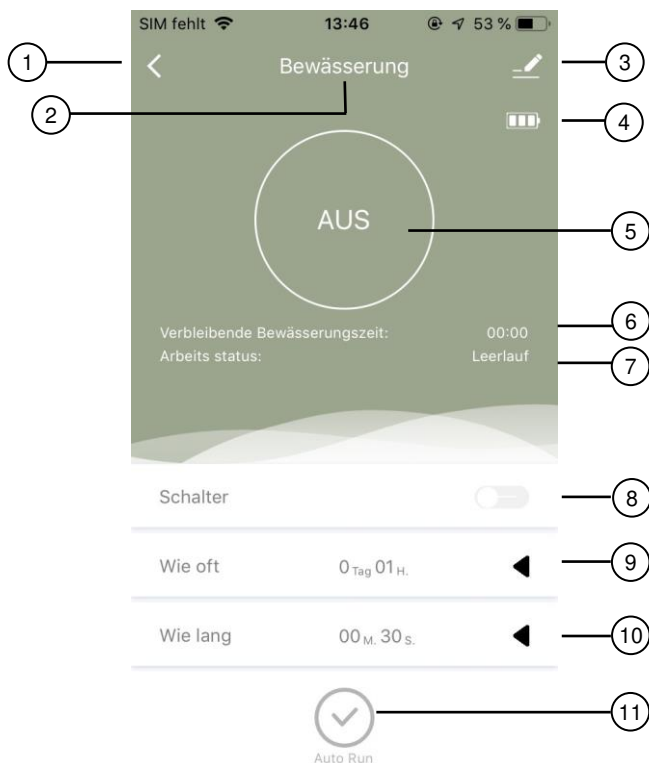 SIM fehlt 13:46 53 %
1
Bewässerung
3
2
4
AUS
5
Verbleibende Bewässerungszeit: 00:00
6
Arbeits status: Leerlauf
7
Schalter
8
Wie oft 0 Tag 01 H.
9
Wie lang 00 M. 30 S.
10
11
Auto Run